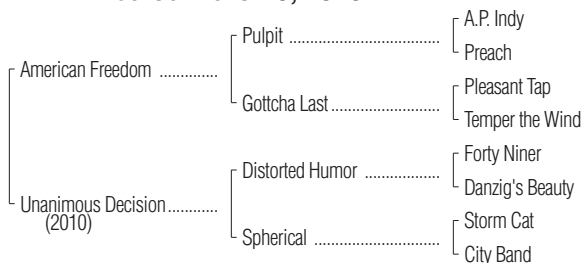 A.P. Indy
Pulpit ........................................
Preach
American Freedom ..............
Pleasant Tap
Gottcha Last .............................
Temper the Wind
Forty Niner
Distorted Humor ...................
Danzig's Beauty
Unanimous Decision .............
(2010)
Storm Cat
Spherical .................................
City Band